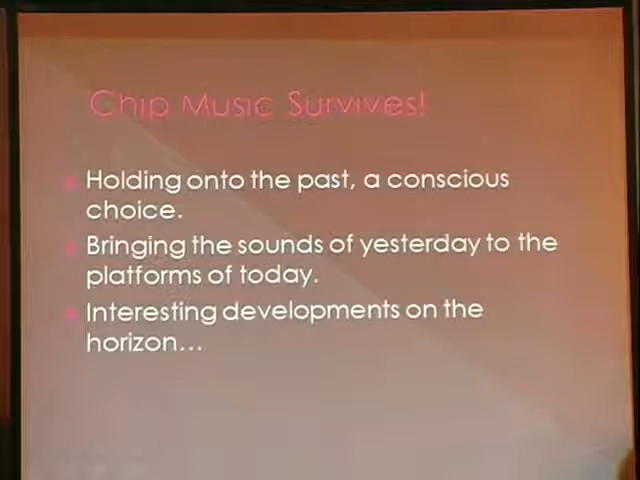 Chip Music Survives!
Holding onto the past, a conscious
choice.
Bringing the sounds of yesterday to the
platforms of today.
Interesting developments on the
horizon...